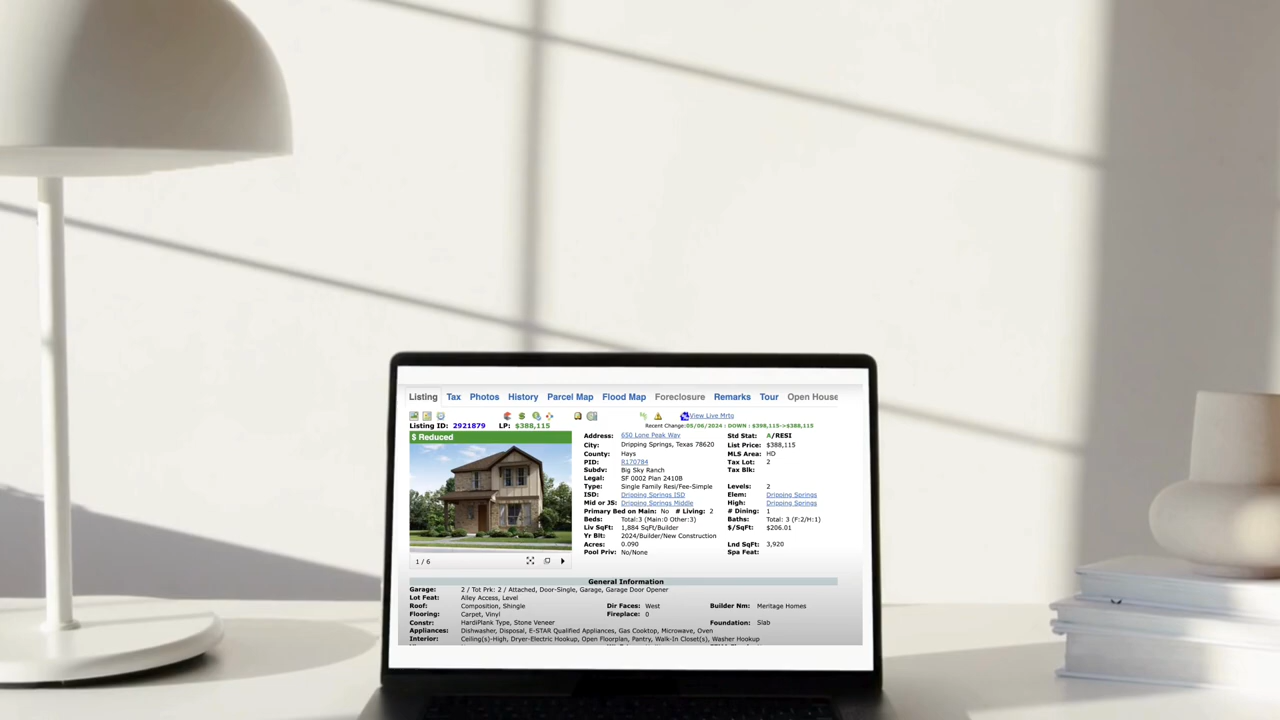 Listing Tax Photos History Parcel Map Flood Map Foreclosure Remarks Tour Open House
View Live Mrto
Listing ID: 2921879 LP: $388,115 Recent Change:05/06/2024 : DOWN : $398,115->$388,115
$ Reduced
Address: 650 Lone Peak Way Std Stat: A/RESI
City: Dripping Springs, Texas 78620 List Price: $388,115
County: Hays MLS Area: HD
PID: R170784 Tax Lot: 2
Subdv: Big Sky Ranch Tax Blk:
Legal: SF 0002 Plan 2410B
Type: Single Family Resi/Fee-Simple Levels: 2
ISD: Dripping Springs ISD Elem: Dripping Springs
Mid or JS: Dripping Springs Middle High: Dripping Springs
Primary Bed on Main: No # Living: 2 # Dining: 1
Beds: Total:3 (Main:0 Other:3) Baths: Total: 3 (F:2/H:1)
Liv SqFt: 1,884 SqFt/Builder $/SqFt: $206.01
Yr Blt: 2024/Builder/New Construction
Acres: 0.090 Lnd SqFt: 3,920
Pool Priv: No/None Spa Feat:
1 / 6
General Information
Garage: 2 / Tot Prk: 2 / Attached, Door-Single, Garage, Garage Door Opener
Lot Feat: Alley Access, Level
Roof: Composition, Shingle Dir Faces: West Builder Nm: Meritage Homes
Flooring: Carpet, Vinyl Fireplace: 0
Constr: HardiPlank Type, Stone Veneer Foundation: Slab
Appliances: Dishwasher, Disposal, E-STAR Qualified Appliances, Gas Cooktop, Microwave, Oven
Interior: Ceiling(s)-High, Dryer-Electric Hookup, Open Floorplan, Pantry, Walk-In Closet(s), Washer Hookup